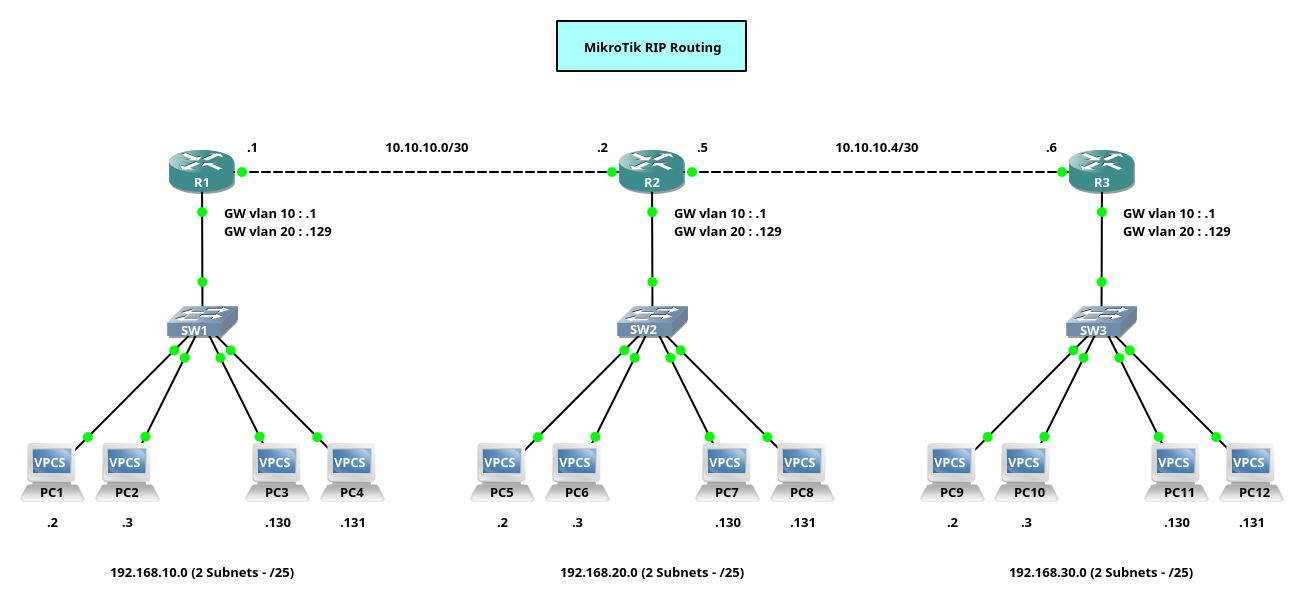 MikroTik RIP Routing
.1
10.10.10.0/30
.2
.5
10.10.10.4/30
.6
R1
R2
R3
GW vlan 10 : .1
GW vlan 20 : .129
GW vlan 10 : .1
GW vlan 20 : .129
GW vlan 10 : .1
GW vlan 20 : .129
SW1
SW2
SW3
VPCS
VPCS
VPCS
VPCS
VPCS
VPCS
VPCS
VPCS
VPCS
VPCS
VPCS
VPCS
PC1
PC2
PC3
PC4
PC5
PC6
PC7
PC8
PC9
PC10
PC11
PC12
.2
.3
.130
.131
.2
.3
.130
.131
.2
.3
.130
.131
192.168.10.0 (2 Subnets - /25)
192.168.20.0 (2 Subnets - /25)
192.168.30.0 (2 Subnets - /25)